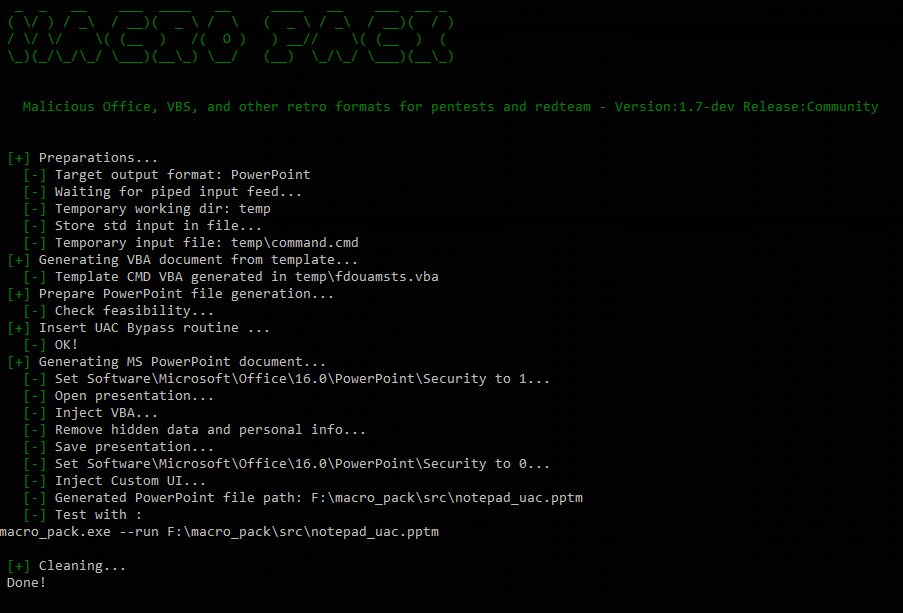 MACRO PACK
Malicious Office, VBS, and other retro formats for pentests and redteam - Version:1.7-dev Release:Community
[+] Preparations...
[-] Target output format: PowerPoint
[-] Waiting for piped input feed...
[-] Temporary working dir: temp
[-] Store std input in file...
[-] Temporary input file: temp\command.cmd
[+] Generating VBA document from template...
[-] Template CMD VBA generated in temp\fdouamsts.vba
[+] Prepare PowerPoint file generation...
[-] Check feasibility...
[+] Insert UAC Bypass routine ...
[-] OK!
[+] Generating MS PowerPoint document...
[-] Set Software\Microsoft\Office\16.0\PowerPoint\Security to 1...
[-] Open presentation...
[-] Inject VBA...
[-] Remove hidden data and personal info...
[-] Save presentation...
[-] Set Software\Microsoft\Office\16.0\PowerPoint\Security to 0...
[-] Inject Custom UI...
[-] Generated PowerPoint file path: F:\macro_pack\src\notepad_uac.pptm
[-] Test with :
macro_pack.exe --run F:\macro_pack\src\notepad_uac.pptm
[+] Cleaning...
Done!